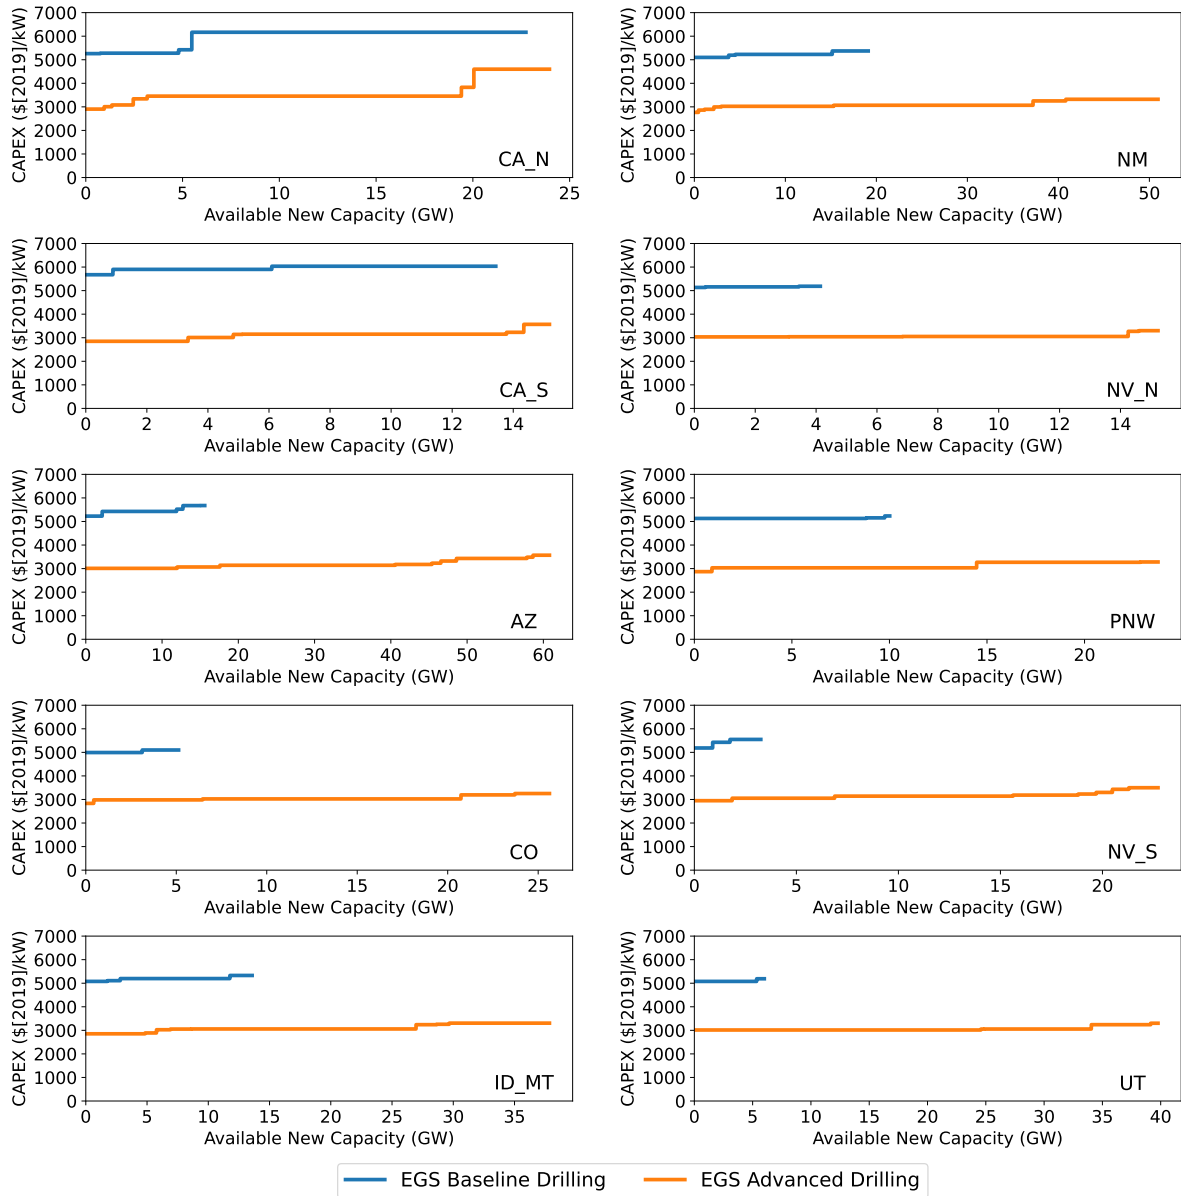 7000
6000
5000
4000
3000
2000
1000
0
CAPEX ($[2019]/kW)
0 5 10 15 20 25
Available New Capacity (GW)
CA_N
7000
6000
5000
4000
3000
2000
1000
0
CAPEX ($[2019]/kW)
0 10 20 30 40 50
Available New Capacity (GW)
NM
7000
6000
5000
4000
3000
2000
1000
0
CAPEX ($[2019]/kW)
0 2 4 6 8 10 12 14
Available New Capacity (GW)
CA_S
7000
6000
5000
4000
3000
2000
1000
0
CAPEX ($[2019]/kW)
0 2 4 6 8 10 12 14
Available New Capacity (GW)
NV_N
7000
6000
5000
4000
3000
2000
1000
0
CAPEX ($[2019]/kW)
0 10 20 30 40 50 60
Available New Capacity (GW)
AZ
7000
6000
5000
4000
3000
2000
1000
0
CAPEX ($[2019]/kW)
0 5 10 15 20
Available New Capacity (GW)
PNW
7000
6000
5000
4000
3000
2000
1000
0
CAPEX ($[2019]/kW)
0 5 10 15 20 25
Available New Capacity (GW)
CO
7000
6000
5000
4000
3000
2000
1000
0
CAPEX ($[2019]/kW)
0 5 10 15 20
Available New Capacity (GW)
NV_S
7000
6000
5000
4000
3000
2000
1000
0
CAPEX ($[2019]/kW)
0 5 10 15 20 25 30 35
Available New Capacity (GW)
ID_MT
7000
6000
5000
4000
3000
2000
1000
0
CAPEX ($[2019]/kW)
0 5 10 15 20 25 30 35 40
Available New Capacity (GW)
UT
EGS Baseline Drilling
EGS Advanced Drilling